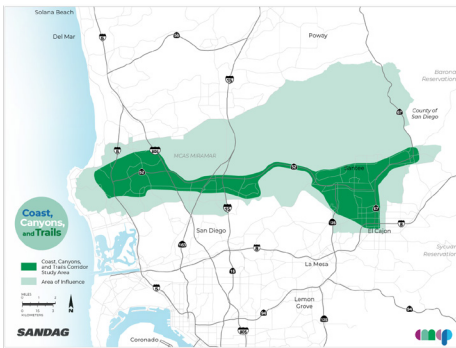 Solana Beach
Del Mar
Poway
Barona
Reservation
County of
San Diego
MCAS MIRAMAR
Santee
Coast,
Canyons,
and Trails
San Diego
El Cajon
Sycuan
Reservation
La Mesa
Coast, Canyons,
and Trails Corridor
Study Area
Area of Influence
Lemon
Grove
MILES
KILOMETERS
N
SANDAG
Coronado